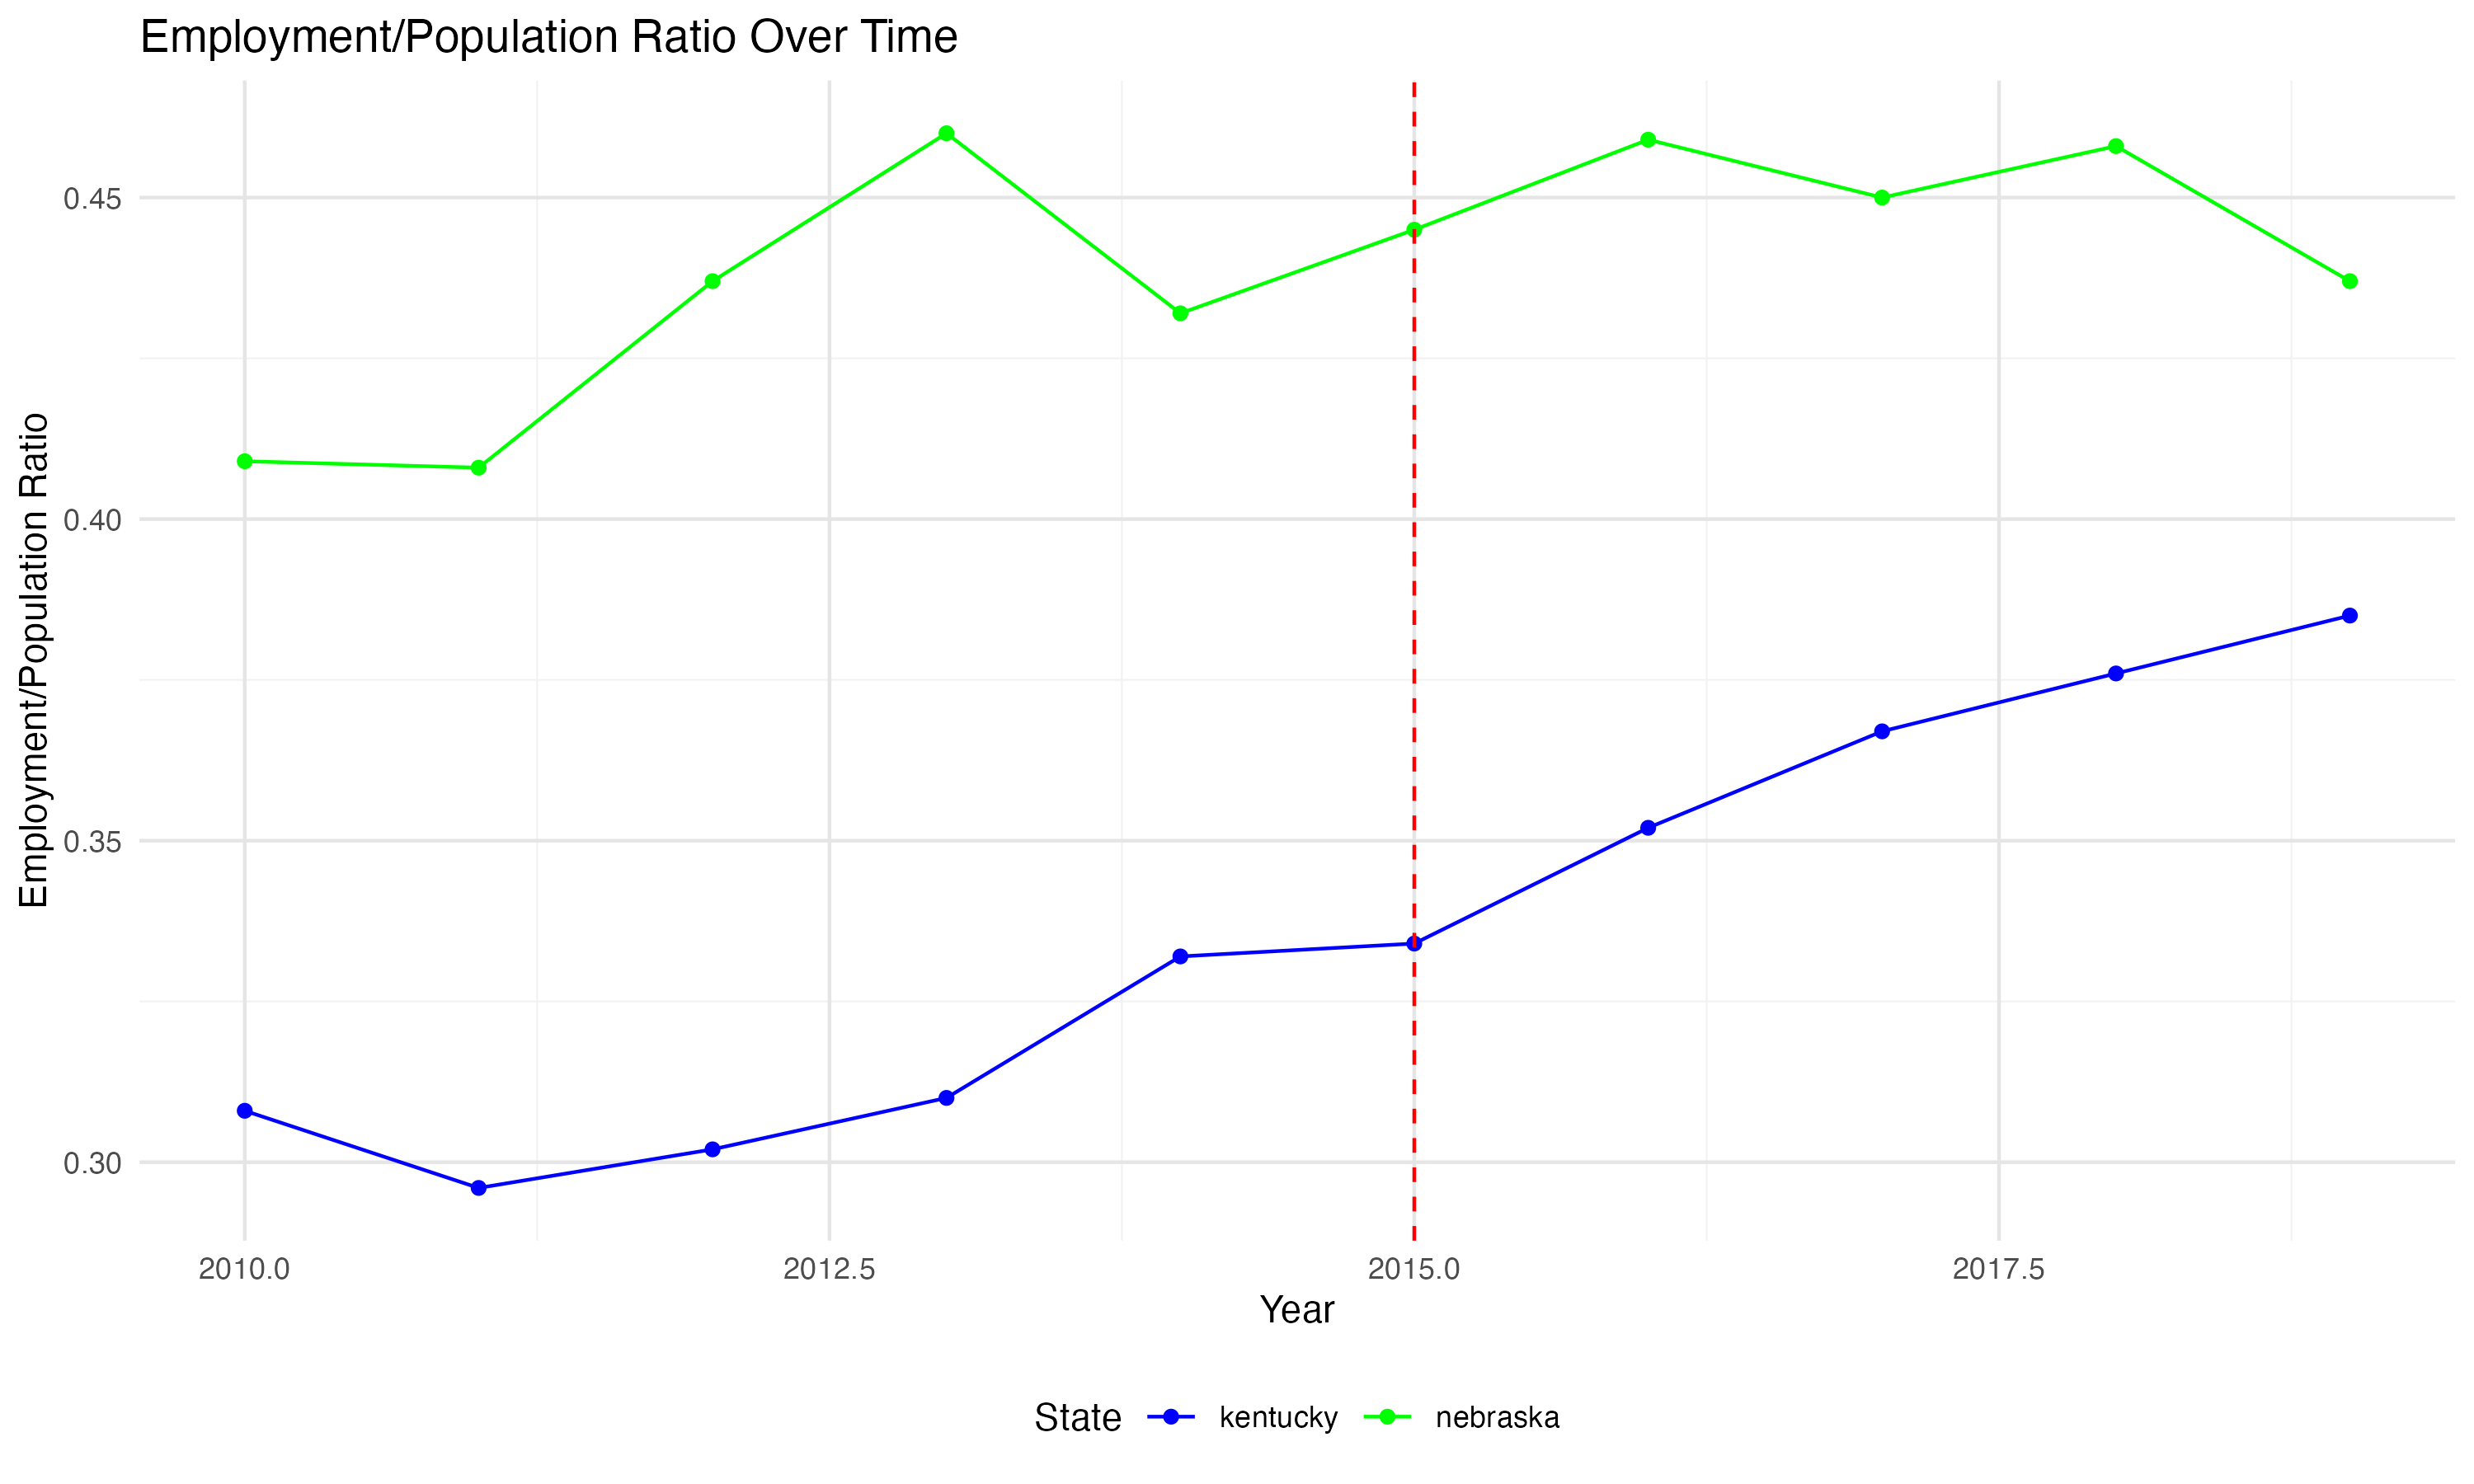 Employment/Population Ratio Over Time
Employment/Population Ratio
0.45
0.40
0.35
0.30
2010.0 2012.5 2015.0 2017.5
Year
State kentucky nebraska